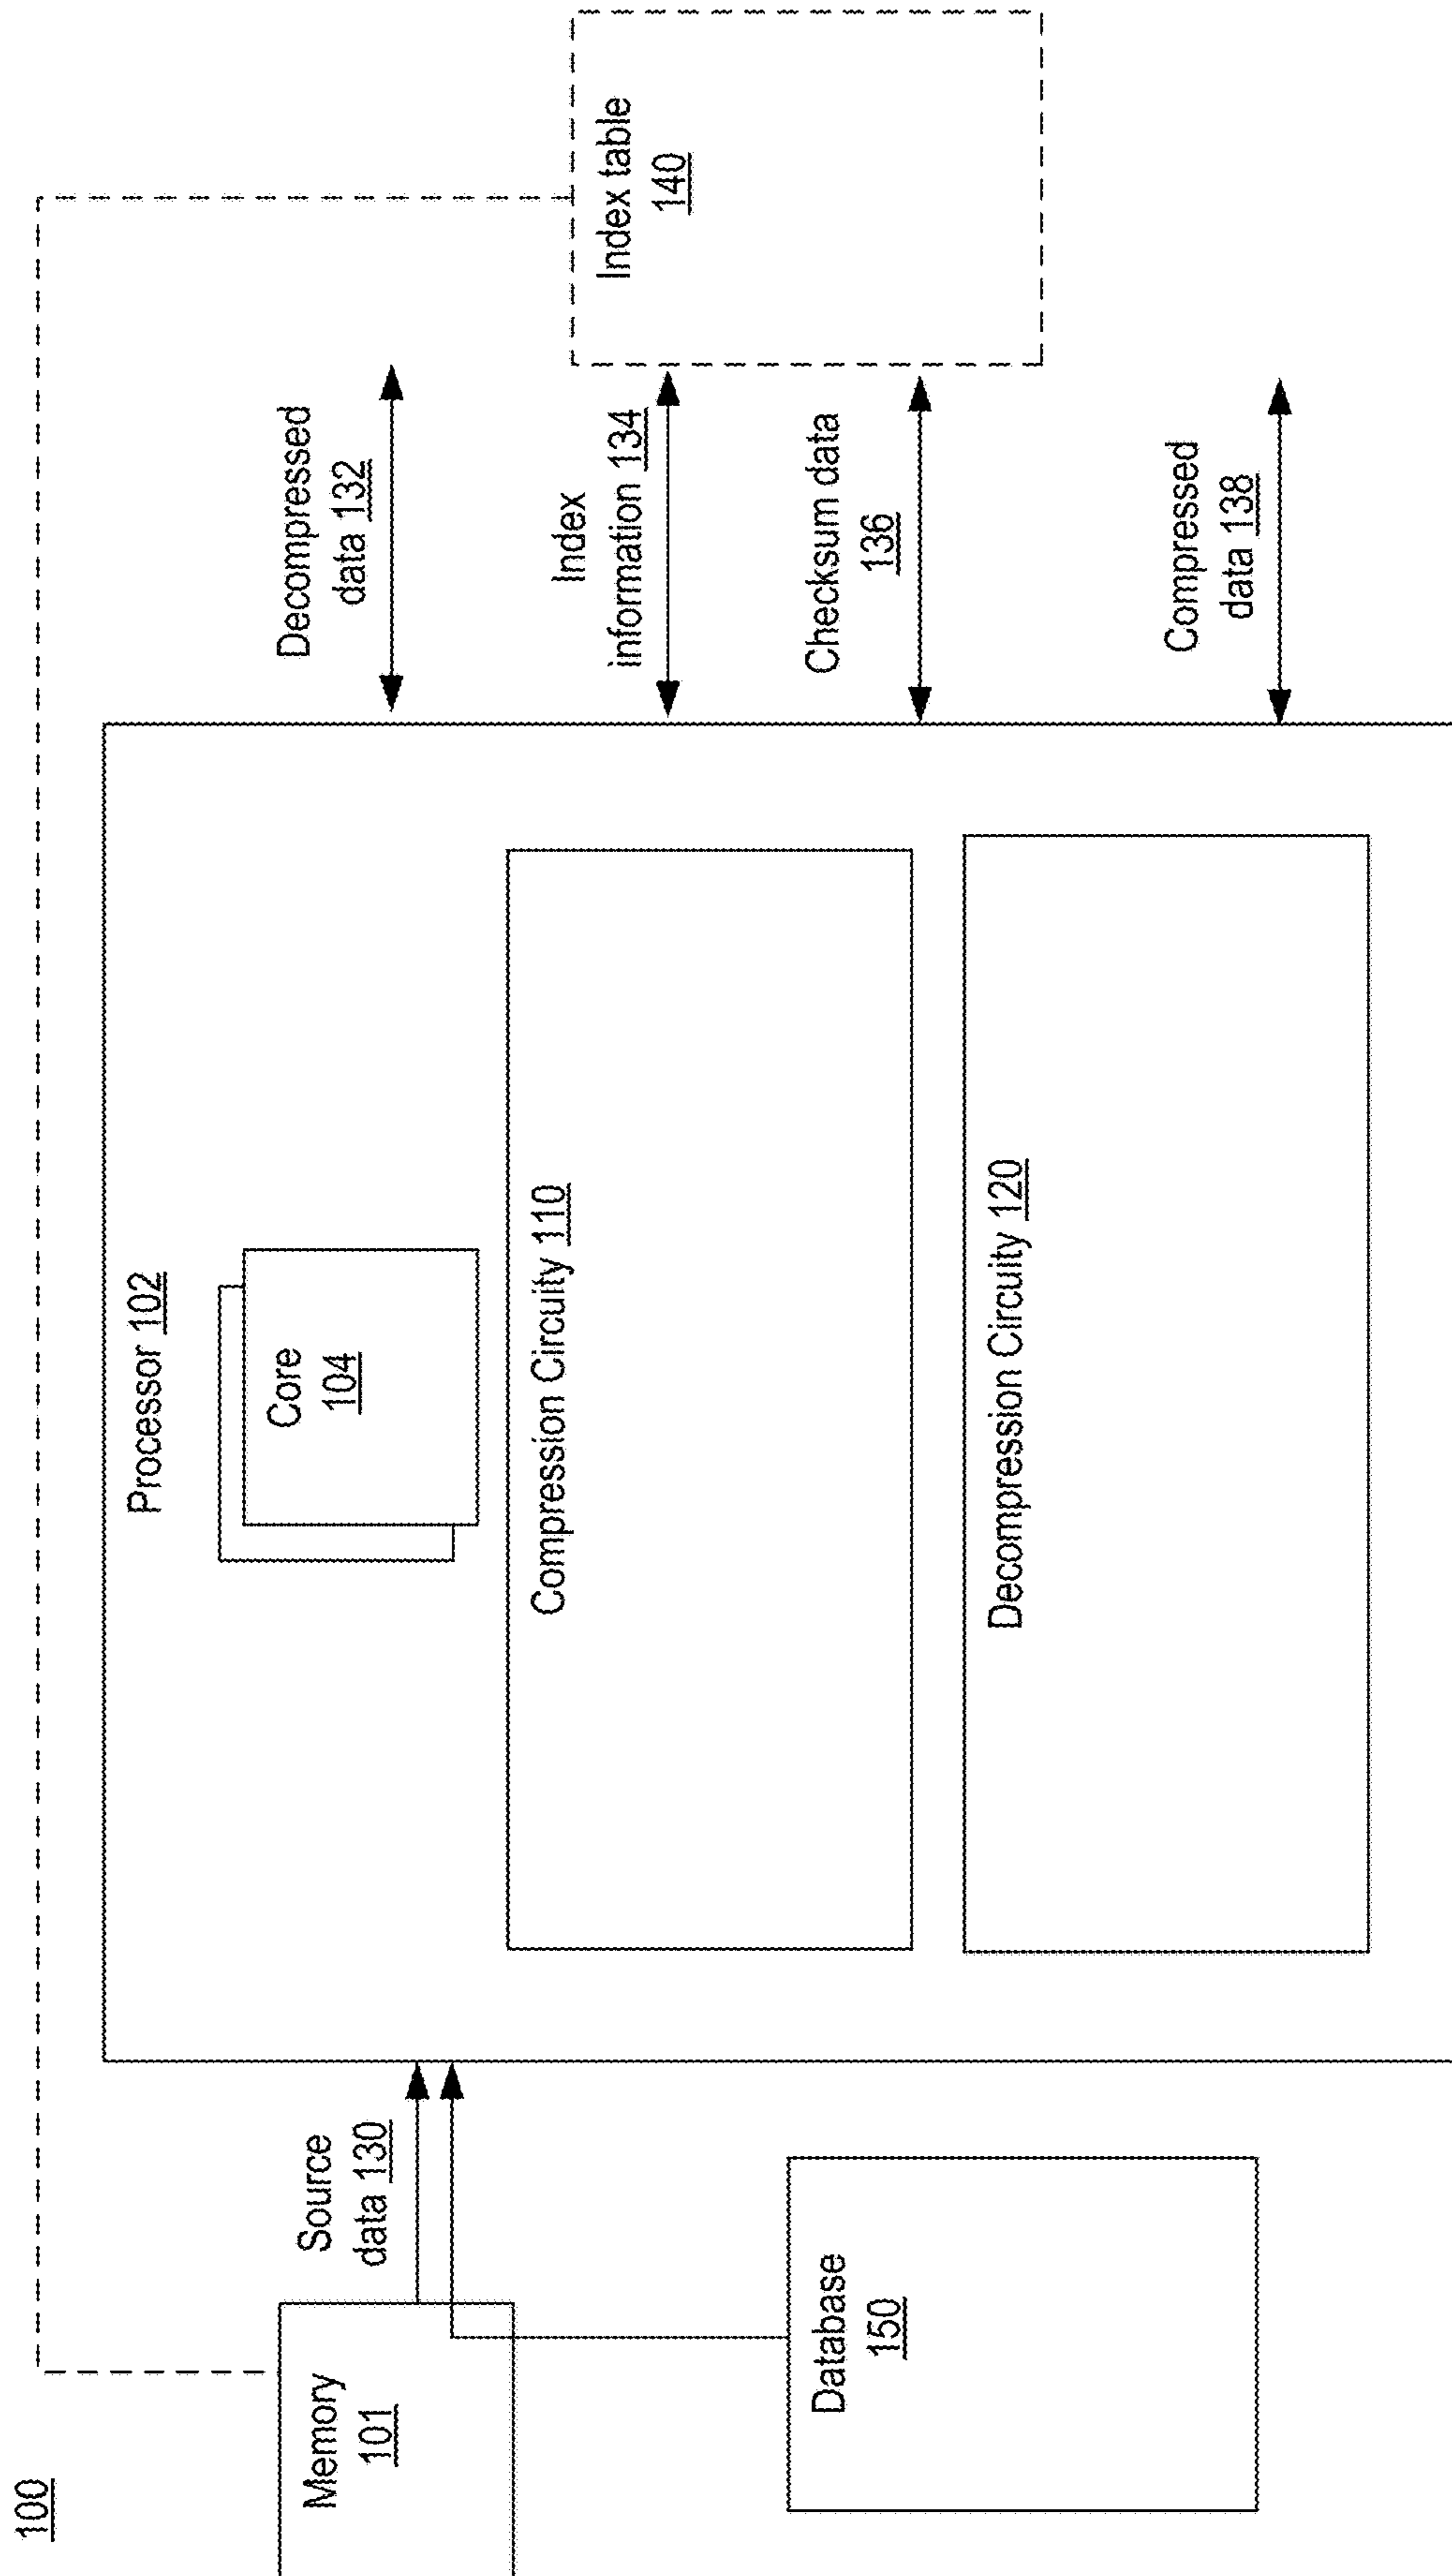 100
Memory
101
Source
data 130
Database
150
Processor 102
Core
104
Compression Circuity 110
Decompression Circuity 120
Decompressed
data 132
Index
information 134
Checksum data
136
Compressed
data 138
Index table
140